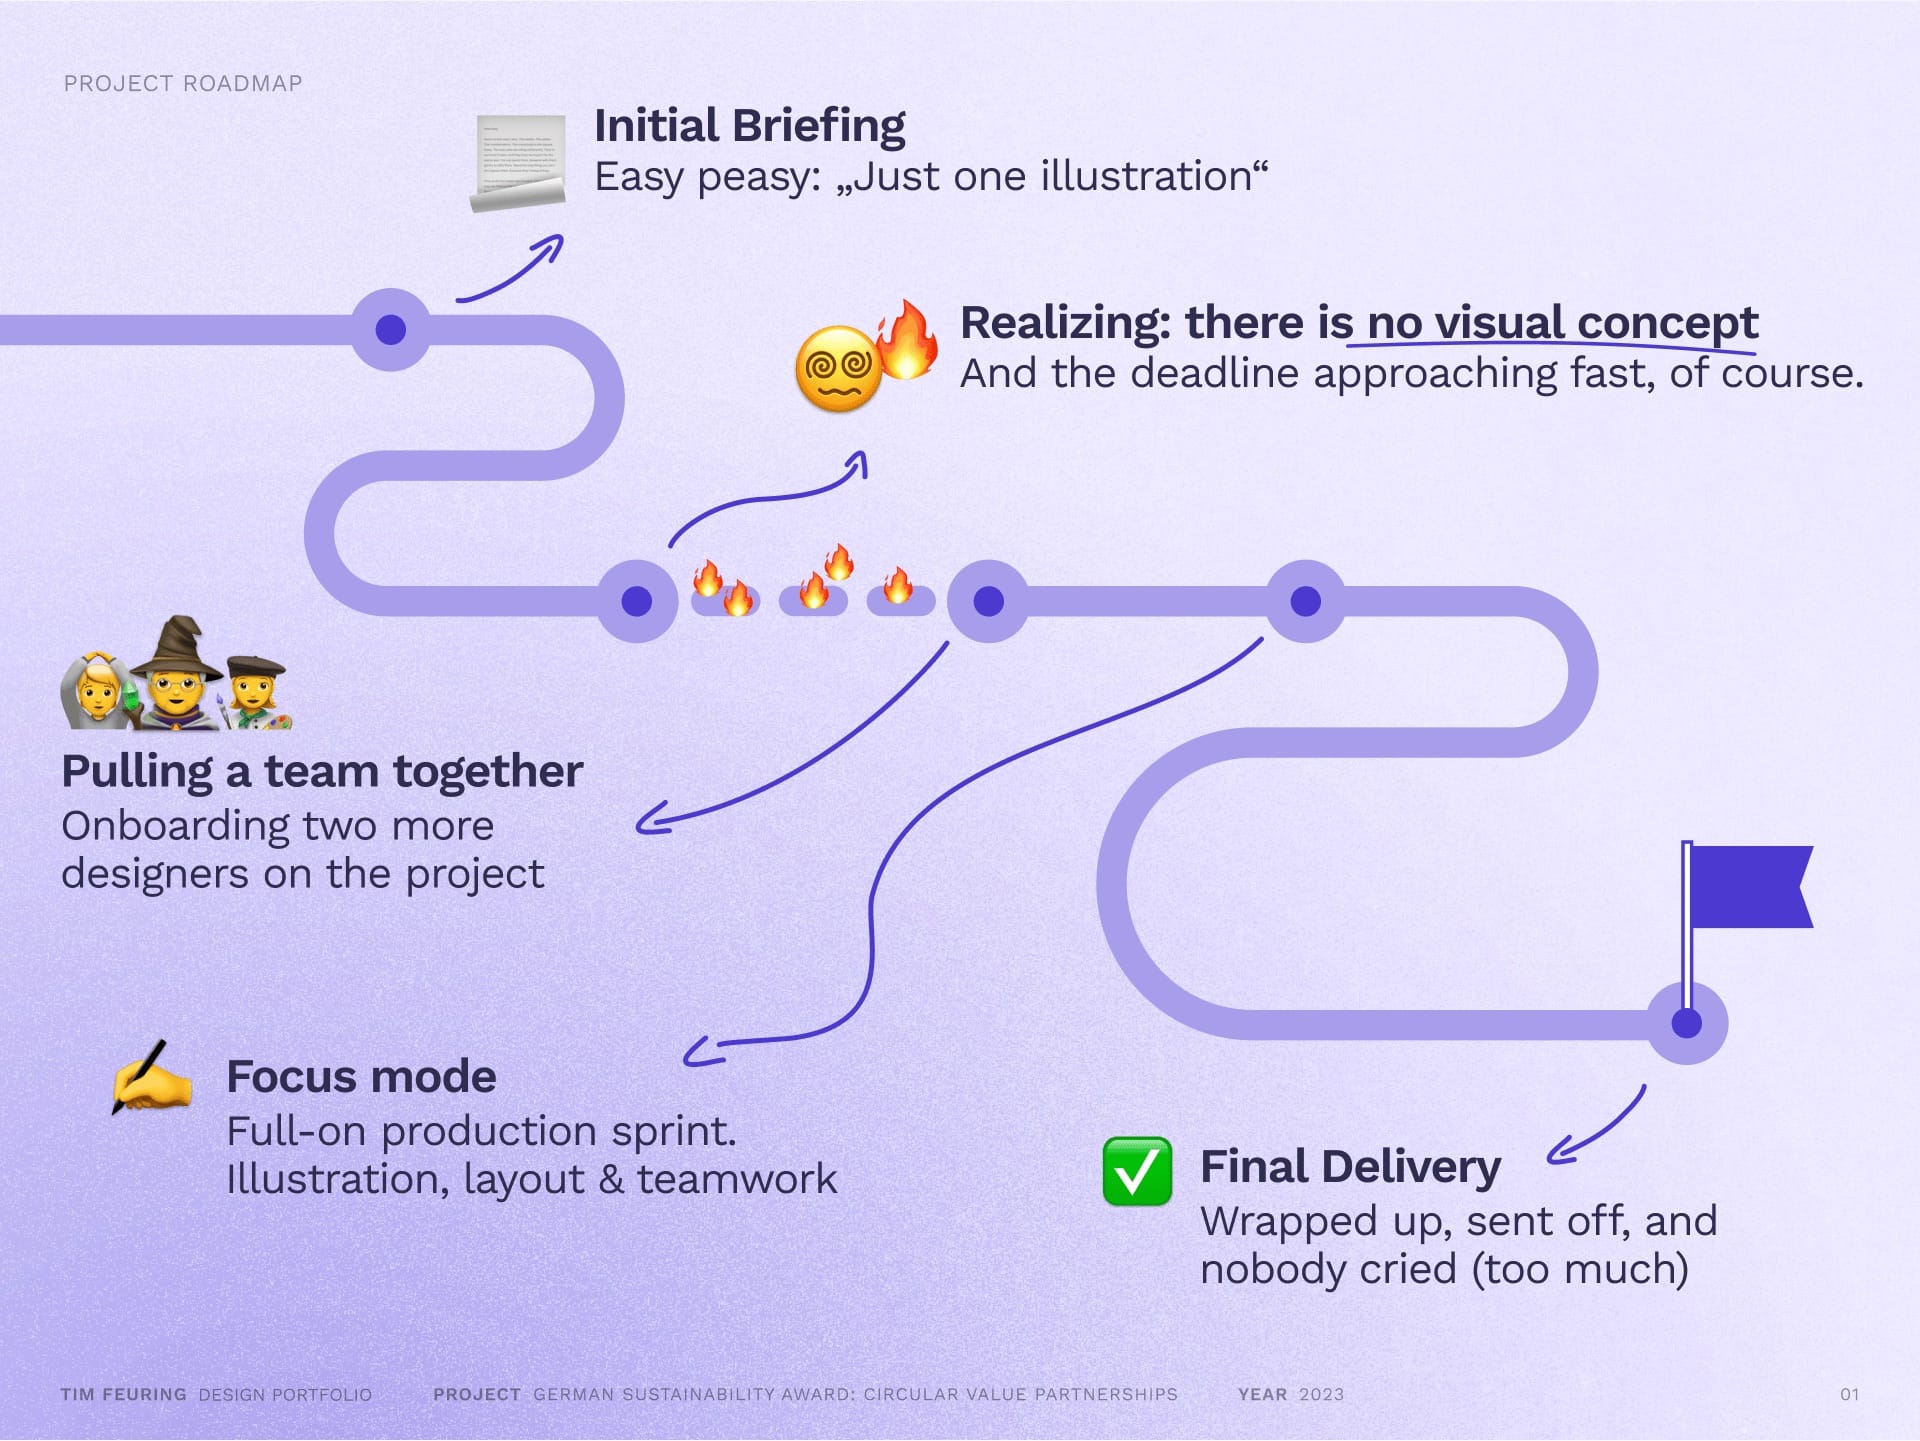 PROJECT ROADMAP
Initial Briefing
Easy peasy: „Just one illustration“
Realizing: there is no visual concept
And the deadline approaching fast, of course.
Pulling a team together
Onboarding two more
designers on the project
Focus mode
Full-on production sprint.
Illustration, layout & teamwork
Final Delivery
Wrapped up, sent off, and
nobody cried (too much)
TIM FEURING DESIGN PORTFOLIO PROJECT GERMAN SUSTAINABILITY AWARD: CIRCULAR VALUE PARTNERSHIPS YEAR 2023 01